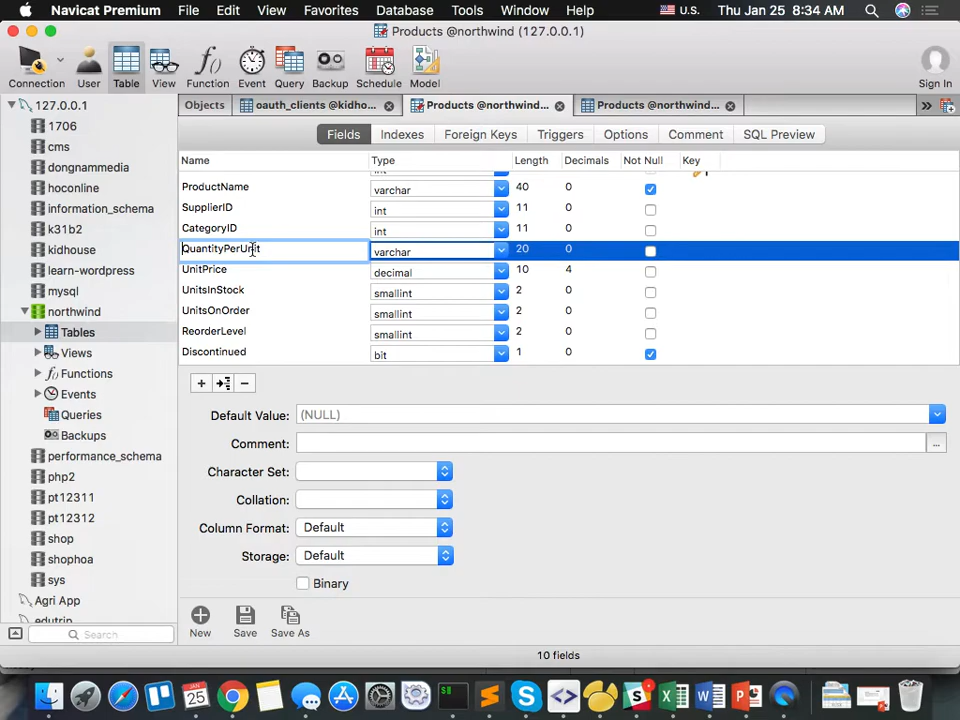 Navicat Premium File Edit View Favorites Database Tools Window Help U.S. Thu Jan 25 8:34 AM
Products @northwind (127.0.0.1)
Connection User Table View Function Event Query Backup Schedule Model Sign In
Objects oauth_clients @kidho... Products @northwind... Products @northwind...
127.0.0.1
1706
cms
dongnammedia
hoconline
information_schema
k31b2
kidhouse
learn-wordpress
mysql
northwind
Tables
Views
Functions
Events
Queries
Backups
performance_schema
php2
pt12311
pt12312
shop
shophoa
sys
Agri App
Search
Fields Indexes Foreign Keys Triggers Options Comment SQL Preview
Name Type Length Decimals Not Null Key
ProductName varchar 40 0
SupplierID int 11 0
CategoryID int 11 0
QuantityPerUnit varchar 20 0
UnitPrice decimal 10 4
UnitsInStock smallint 2 0
UnitsOnOrder smallint 2 0
ReorderLevel smallint 2 0
Discontinued bit 1 0
Default Value: (NULL)
Comment: ...
Character Set:
Collation:
Column Format: Default
Storage: Default
Binary
New Save Save As
10 fields
25